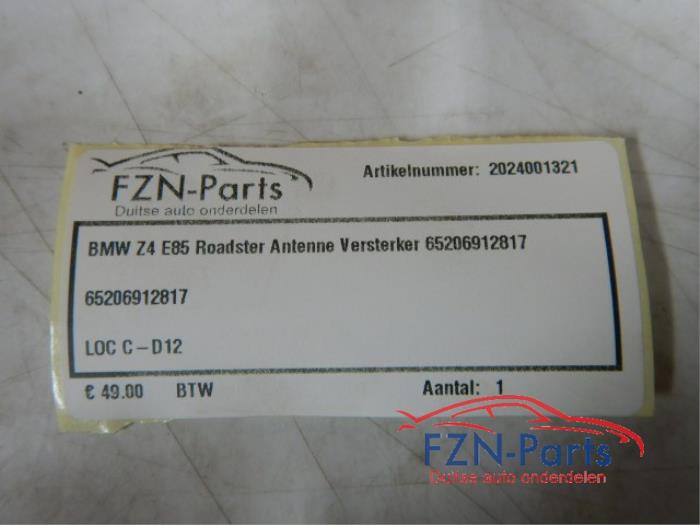 FZN-Parts
Duitse auto onderdelen
Artikelnummer: 2024001321
BMW Z4 E85 Roadster Antenne Versterker 65206912817
65206912817
LOC C-D12
€ 49.00 BTW Aantal: 1
FZN-Parts
Duitse auto onderdelen